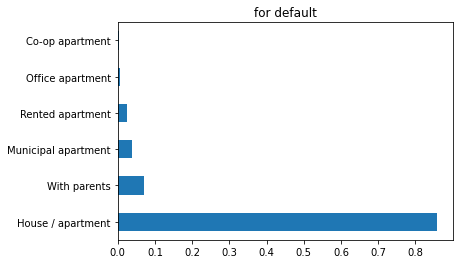 for default
Co-op apartment
Office apartment
Rented apartment
Municipal apartment
With parents
House / apartment
0.0 0.1 0.2 0.3 0.4 0.5 0.6 0.7 0.8